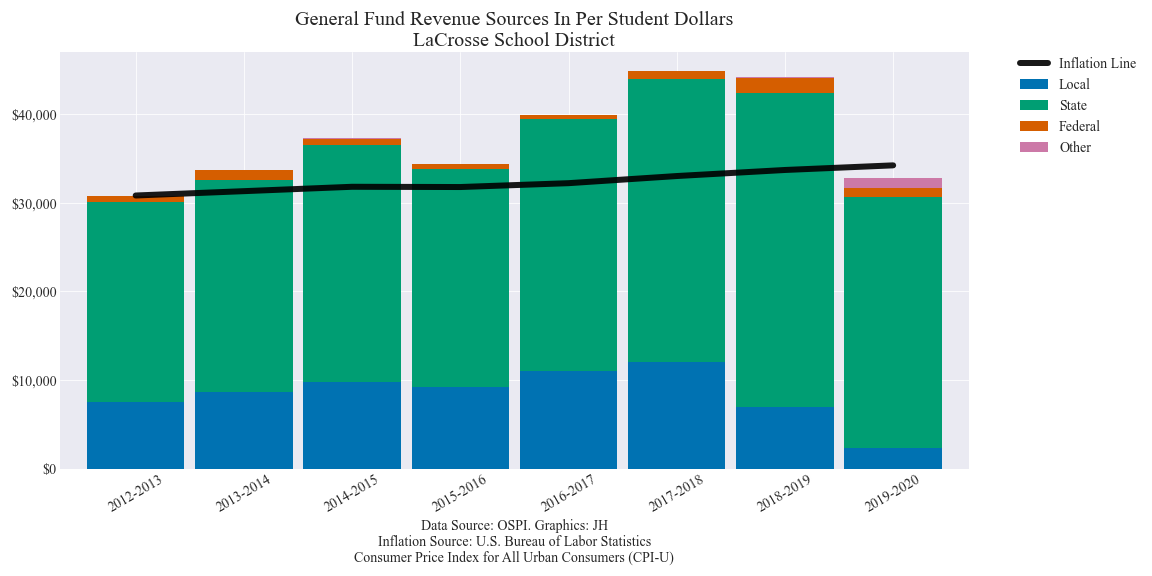 General Fund Revenue Sources In Per Student Dollars
LaCrosse School District
Inflation Line
Local
State
Federal
Other
$40,000
$30,000
$20,000
$10,000
$0
2012-2013
2013-2014
2014-2015
2015-2016
2016-2017
2017-2018
2018-2019
2019-2020
Data Source: OSPI. Graphics: JH
Inflation Source: U.S. Bureau of Labor Statistics
Consumer Price Index for All Urban Consumers (CPI-U)